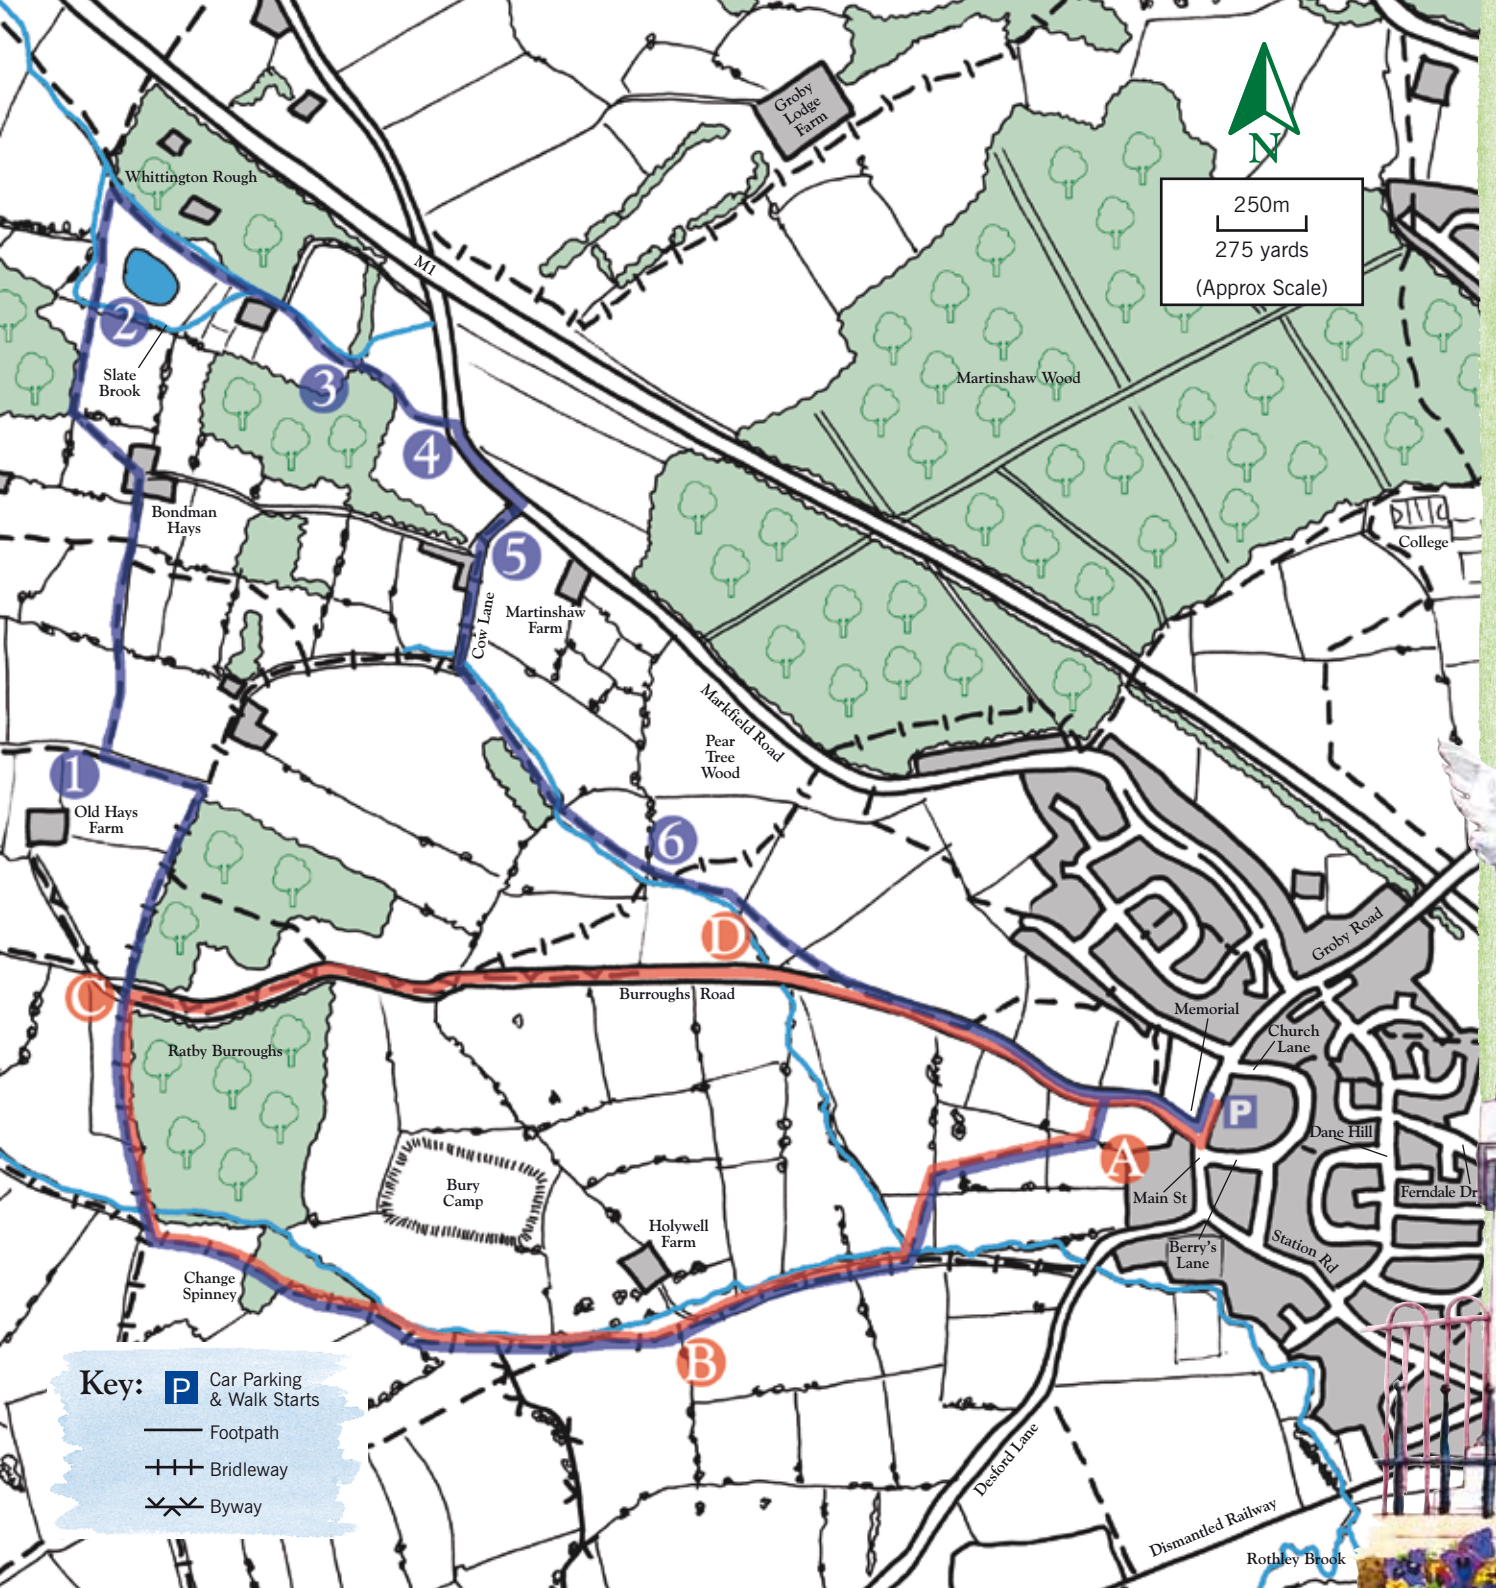 Groby
Lodge
Farm
N
250m
275 yards
(Approx Scale)
Whittington Rough
M1
2
Slate
Brook
3
Martinshaw Wood
4
Bondman
Hays
5
College
Cow Lane
Martinshaw
Farm
Markfield Road
Pear
Tree
Wood
1
Old Hays
Farm
6
D
Groby Road
C
Burroughs Road
Memorial
Church
Lane
Ratby Burroughs
P
Dane Hill
A
Bury
Camp
Main St
Ferndale Dr
Holywell
Farm
Berry's
Lane
Station Rd
Change
Spinney
B
Key:
P
Car Parking
& Walk Starts
Footpath
Bridleway
Byway
Desford Lane
Dismantled Railway
Rothley Brook